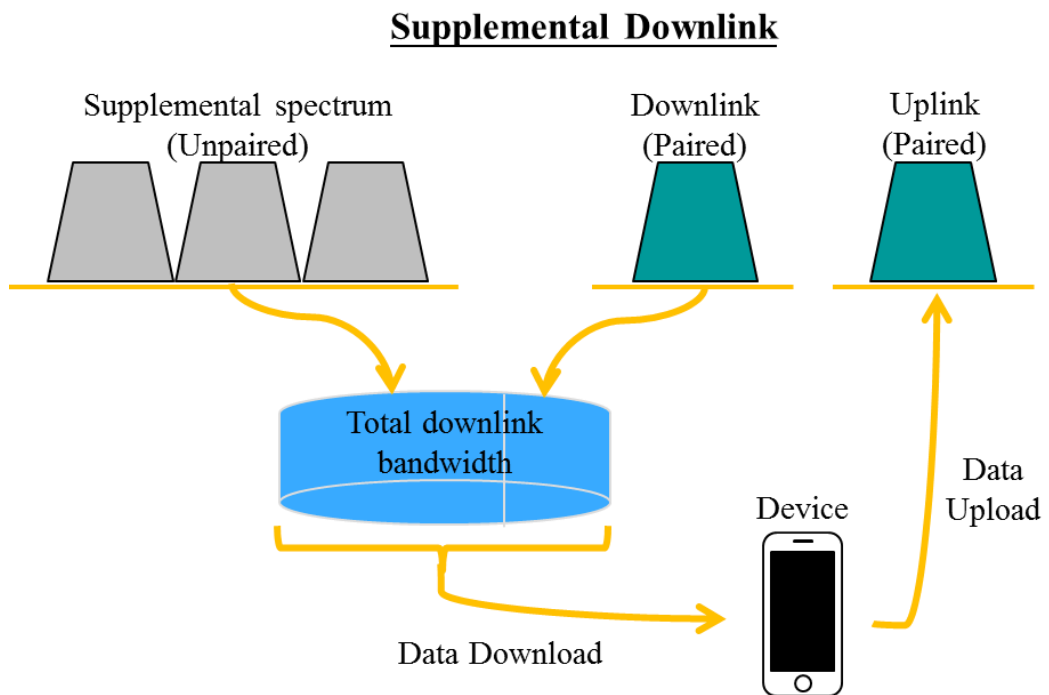 Supplemental Downlink
Supplemental spectrum
(Unpaired)
Downlink
(Paired)
Uplink
(Paired)
Total downlink
bandwidth
Device
Data
Upload
Data Download